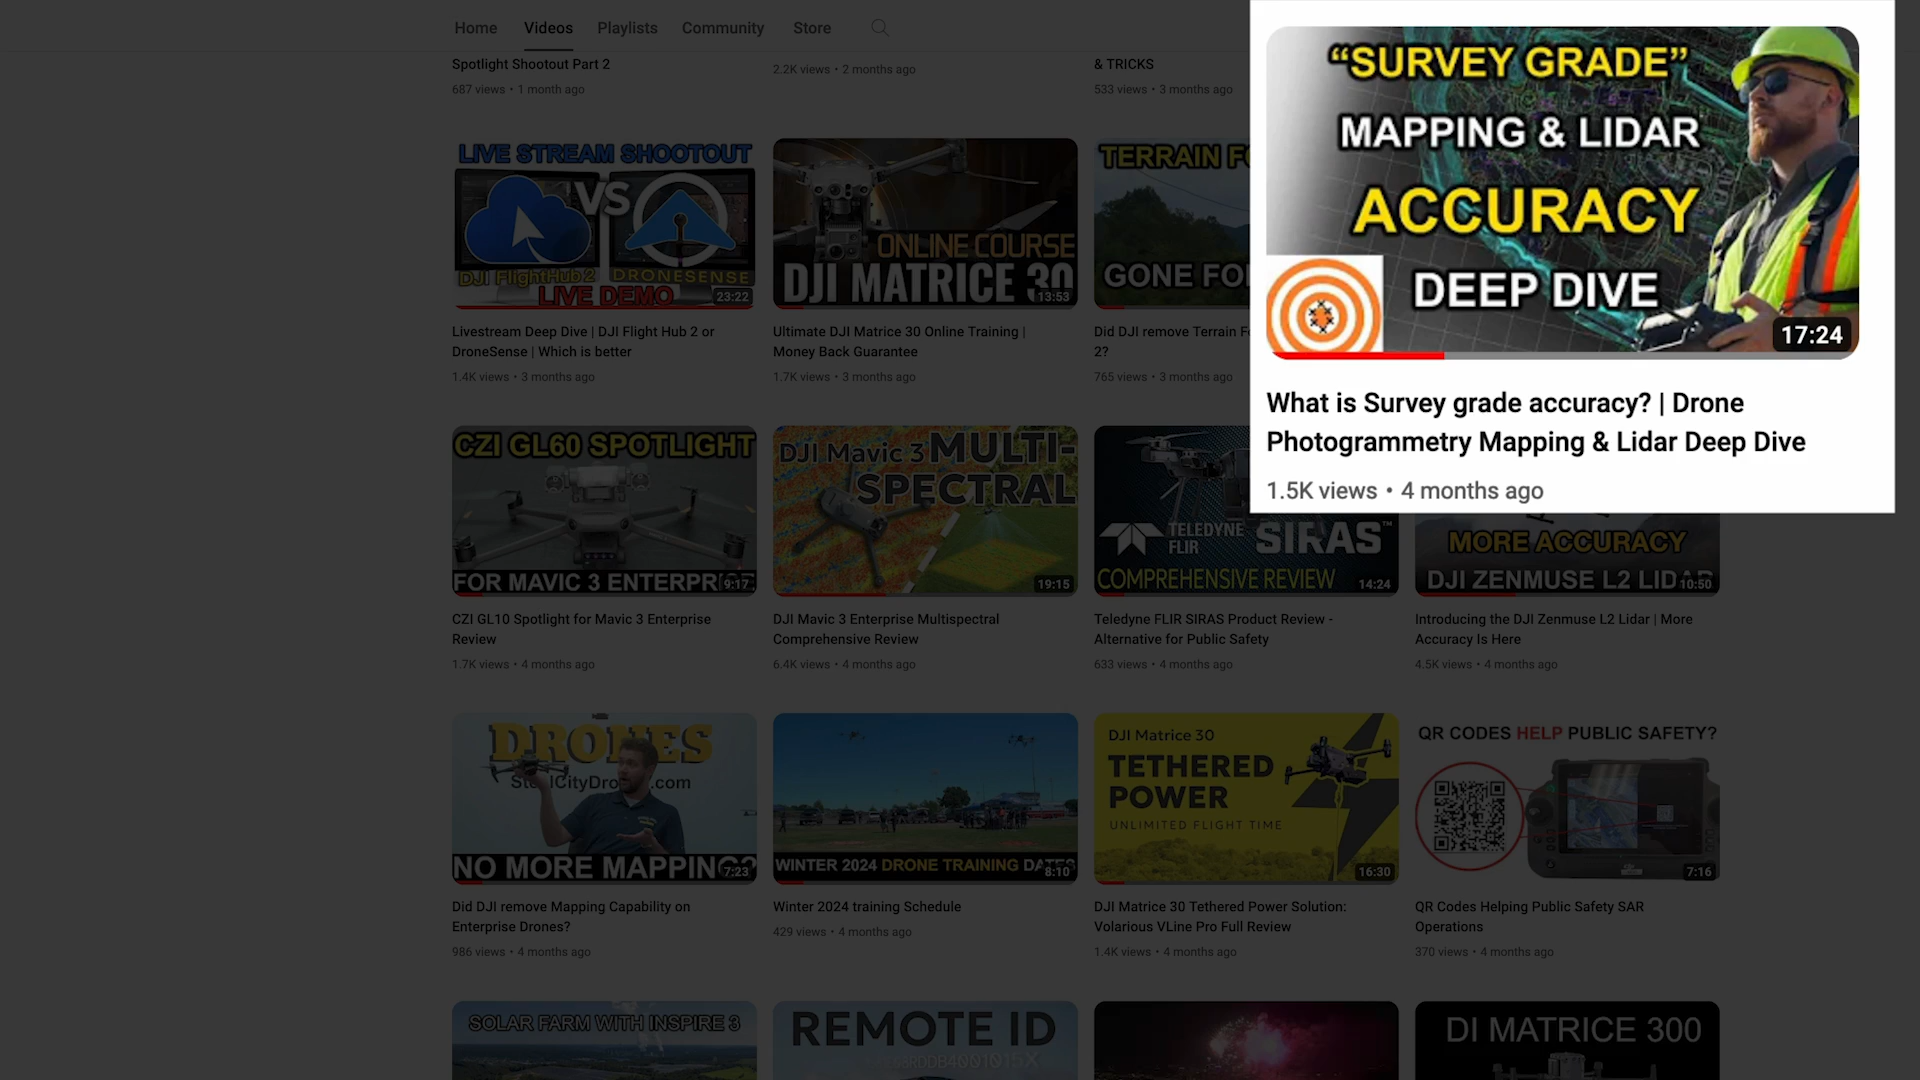 Home Videos Playlists Community Store
Spotlight Shootout Part 2
687 views • 1 month ago
2.2K views • 2 months ago
& TRICKS
533 views • 3 months ago
LIVE STREAM SHOOTOUT
VS
DJI FlightHub 2 DRONESENSE
LIVE DEMO
23:22
Livestream Deep Dive | DJI Flight Hub 2 or
DroneSense | Which is better
1.4K views • 3 months ago
ONLINE COURSE
DJI MATRICE 30
13:53
Ultimate DJI Matrice 30 Online Training |
Money Back Guarantee
1.7K views • 3 months ago
TERRAIN F
GONE FO
Did DJI remove Terrain Fo
2?
765 views • 3 months ago
“SURVEY GRADE”
MAPPING & LIDAR
ACCURACY
DEEP DIVE
17:24
What is Survey grade accuracy? | Drone
Photogrammetry Mapping & Lidar Deep Dive
1.5K views • 4 months ago
CZI GL60 SPOTLIGHT
FOR MAVIC 3 ENTERPRISE
9:17
CZI GL10 Spotlight for Mavic 3 Enterprise
Review
1.7K views • 4 months ago
DJI Mavic 3 MULTI-
SPECTRAL
19:15
DJI Mavic 3 Enterprise Multispectral
Comprehensive Review
6.4K views • 4 months ago
TELEDYNE
FLIR
SIRAS™
COMPREHENSIVE REVIEW
14:24
Teledyne FLIR SIRAS Product Review -
Alternative for Public Safety
633 views • 4 months ago
MORE ACCURACY
DJI ZENMUSE L2 LIDAR
10:50
Introducing the DJI Zenmuse L2 Lidar | More
Accuracy Is Here
4.5K views • 4 months ago
DRONES
SteelCityDrones.com
NO MORE MAPPING?
7:23
Did DJI remove Mapping Capability on
Enterprise Drones?
986 views • 4 months ago
WINTER 2024 DRONE TRAINING DATES
8:10
Winter 2024 training Schedule
429 views • 4 months ago
DJI Matrice 30
TETHERED
POWER
UNLIMITED FLIGHT TIME
16:30
DJI Matrice 30 Tethered Power Solution:
Volarious VLine Pro Full Review
1.4K views • 4 months ago
QR CODES HELP PUBLIC SAFETY?
7:16
QR Codes Helping Public Safety SAR
Operations
370 views • 4 months ago
SOLAR FARM WITH INSPIRE 3
REMOTE ID
DI MATRICE 300